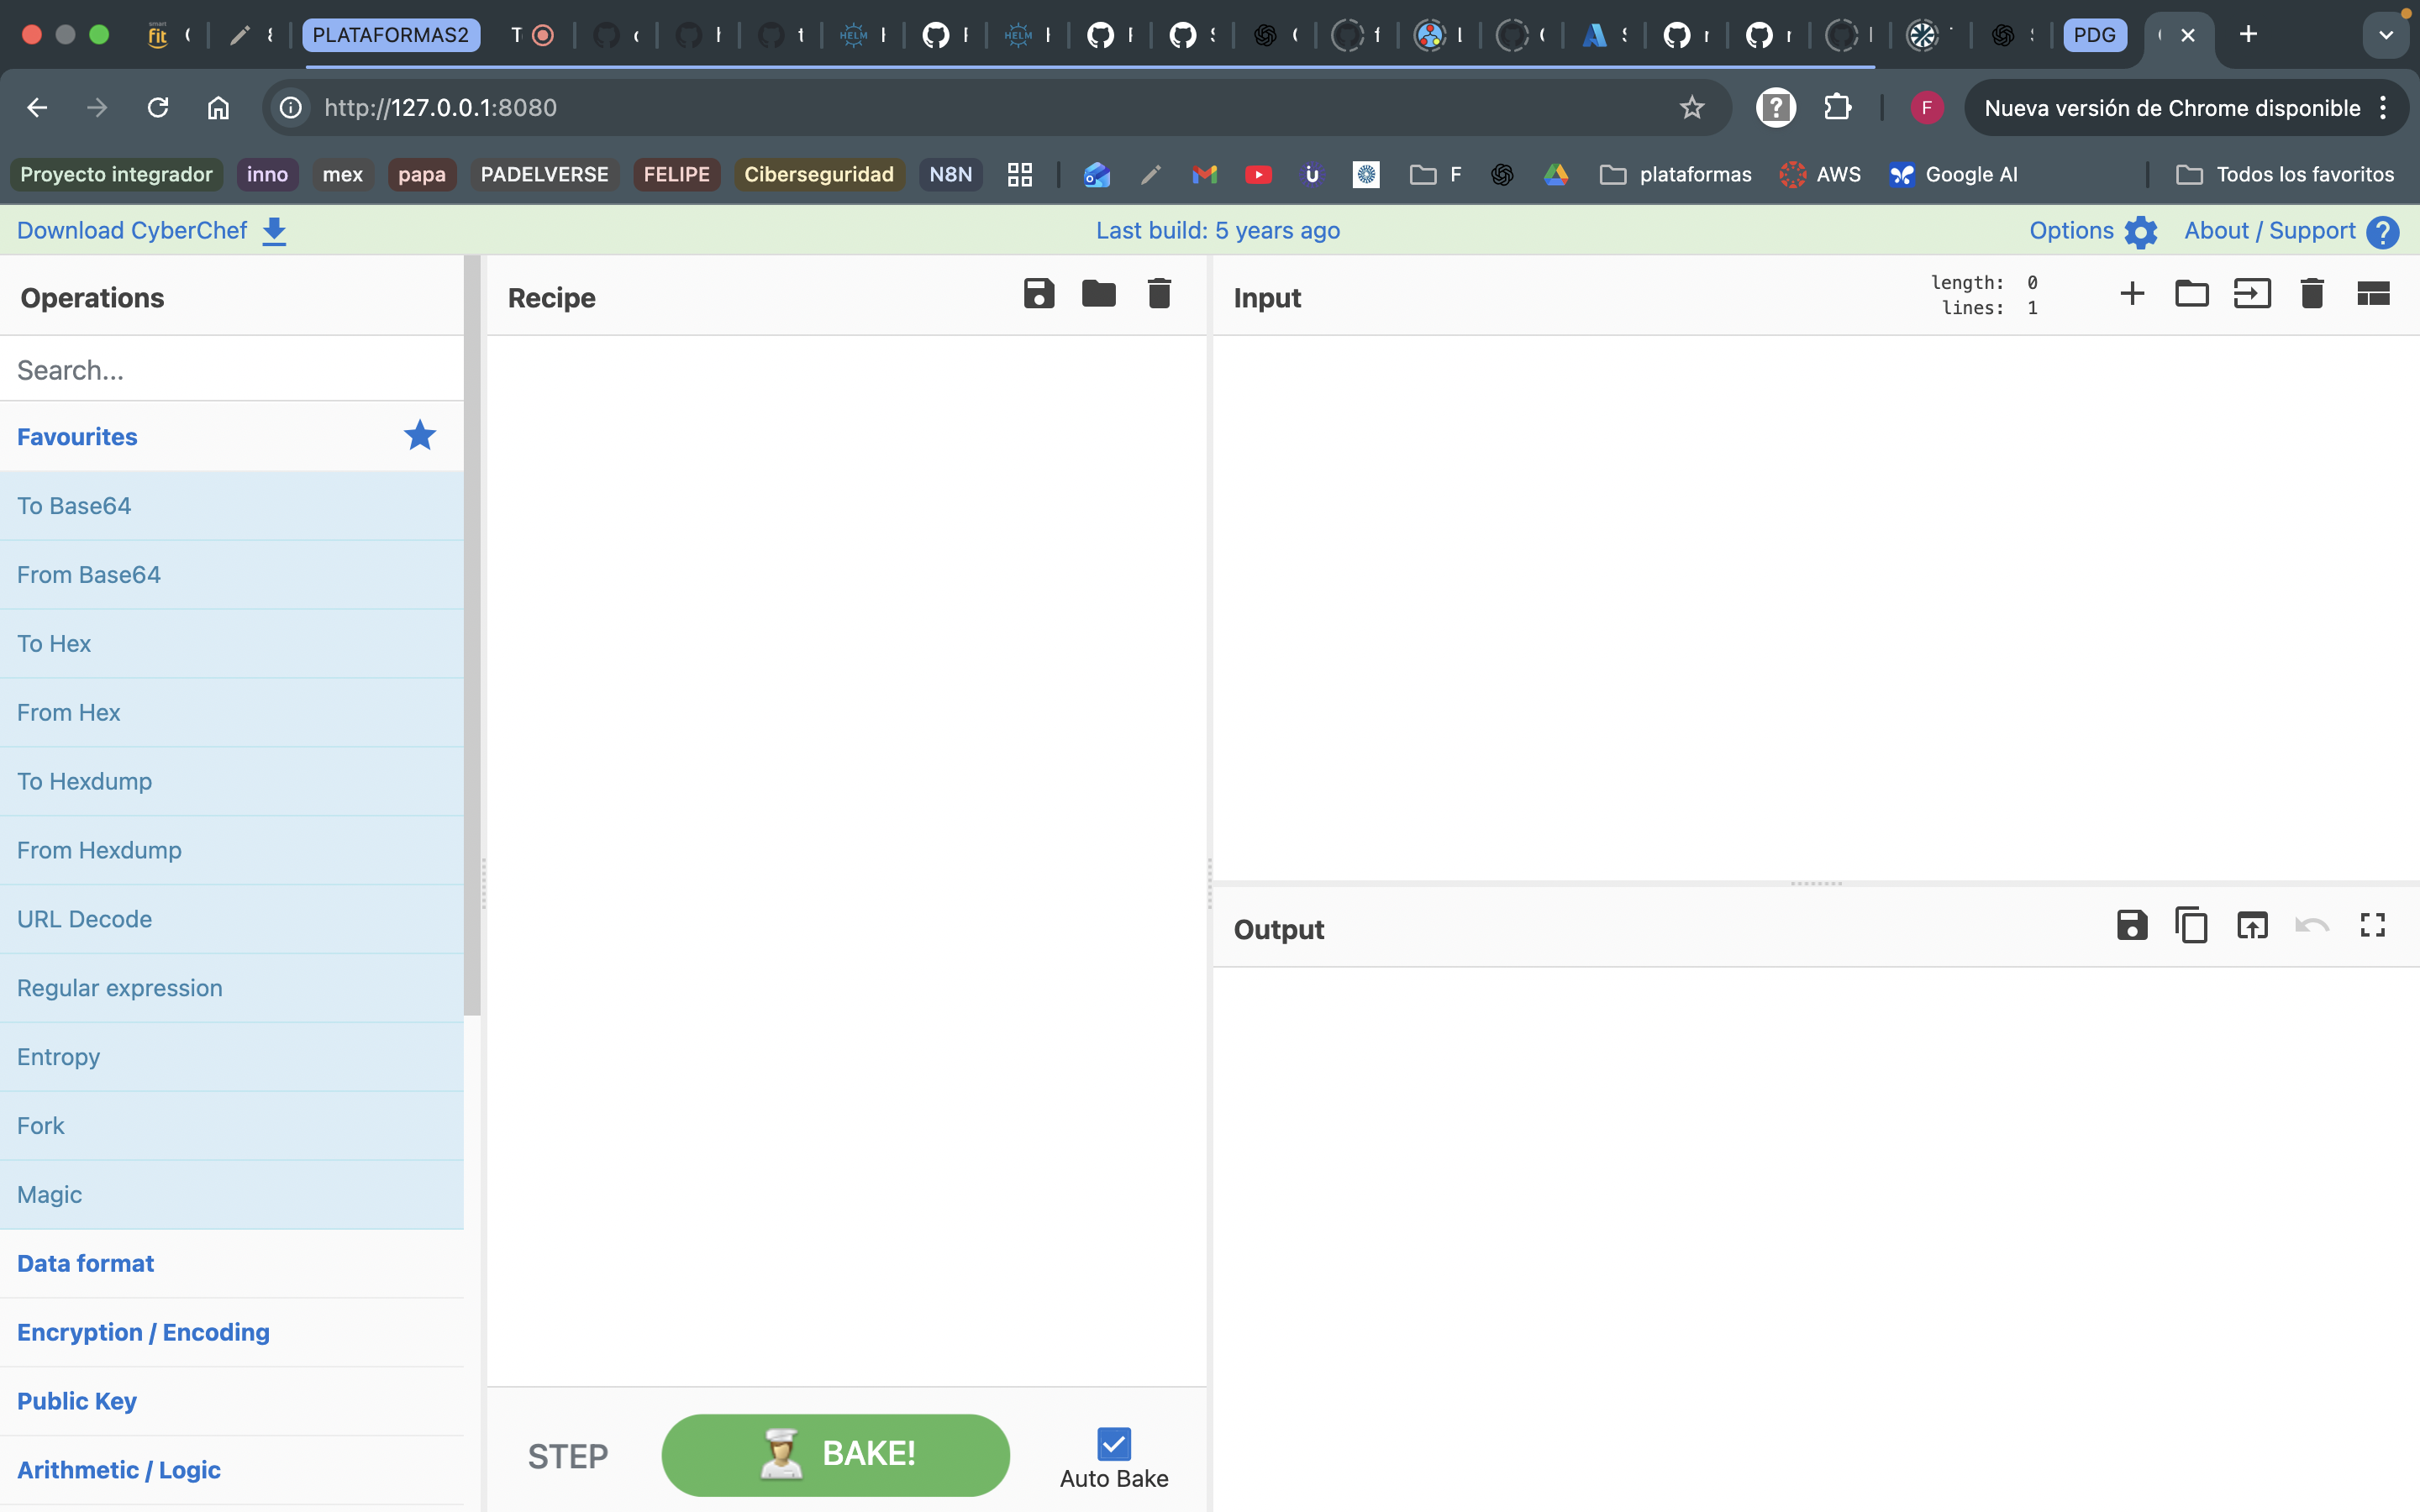 smart
fit
PLATAFORMAS2
HELM
HELM
PDG
http://127.0.0.1:8080
F
Nueva versión de Chrome disponible
Proyecto integrador
inno
mex
papa
PADELVERSE
FELIPE
Ciberseguridad
N8N
F
plataformas
AWS
Google AI
Todos los favoritos
Download CyberChef
Last build: 5 years ago
Options
About / Support
Operations
Search...
Favourites
To Base64
From Base64
To Hex
From Hex
To Hexdump
From Hexdump
URL Decode
Regular expression
Entropy
Fork
Magic
Data format
Encryption / Encoding
Public Key
Arithmetic / Logic
Recipe
STEP
BAKE!
Auto Bake
Input
length: 0
lines: 1
Output